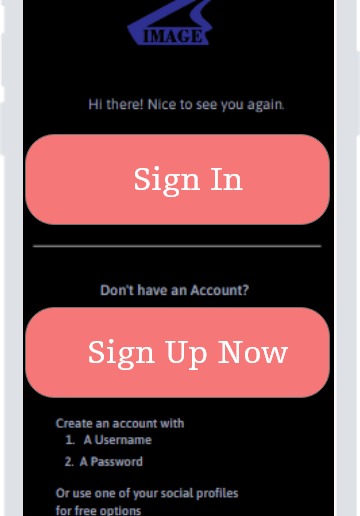 IMAGE
Hi there! Nice to see you again.
Sign In
Don't have an Account?
Sign Up Now
Create an account with
1. A Username
2. A Password
Or use one of your social profiles
for free options